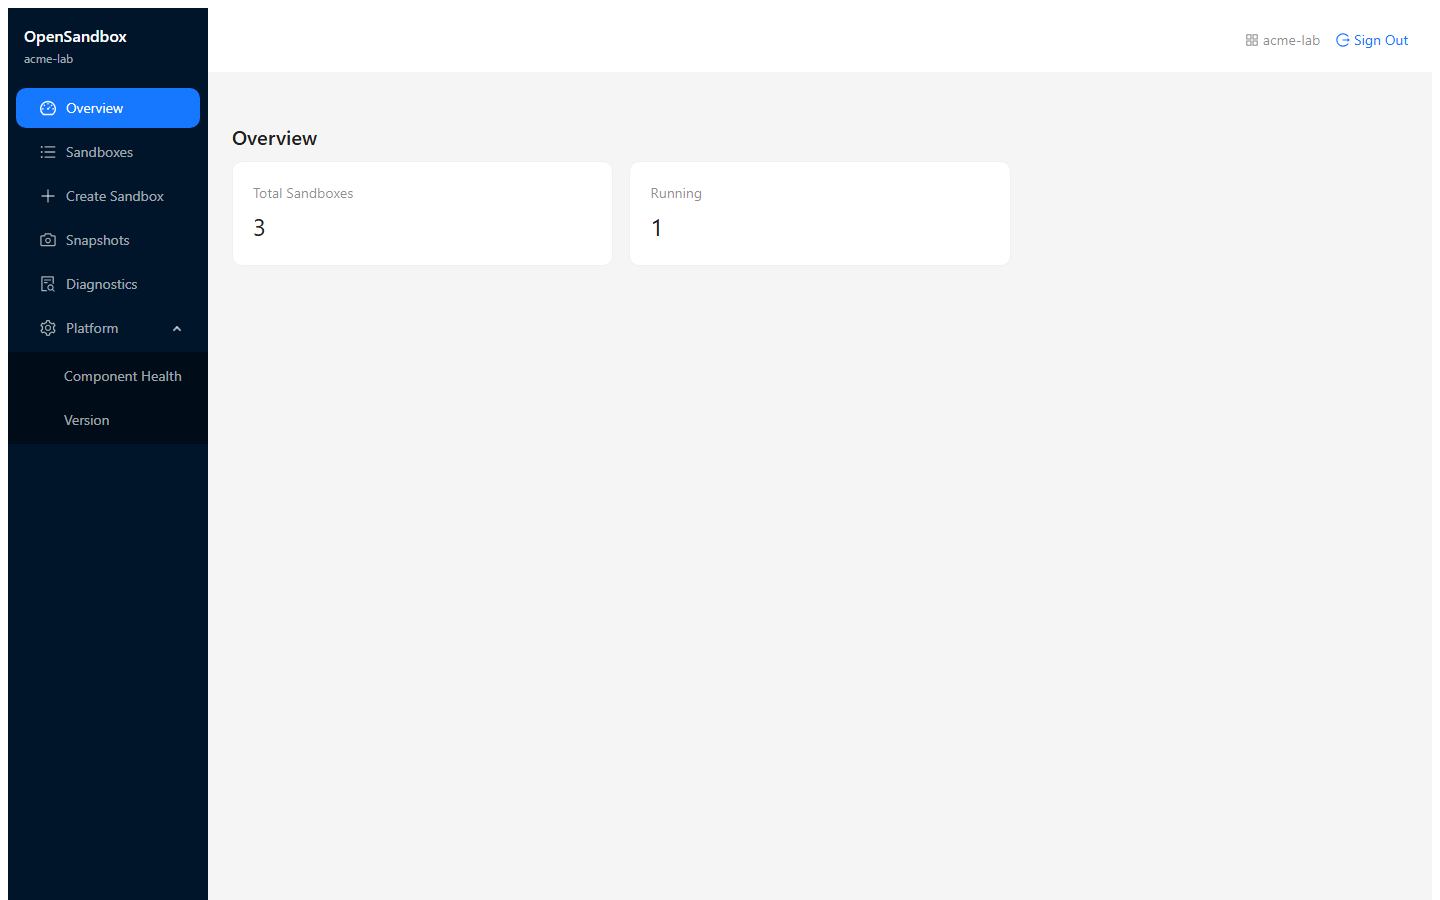 OpenSandbox
acme-lab
Overview
Sandboxes
Create Sandbox
Snapshots
Diagnostics
Platform
Component Health
Version
acme-lab
Sign Out
Overview
Total Sandboxes
3
Running
1